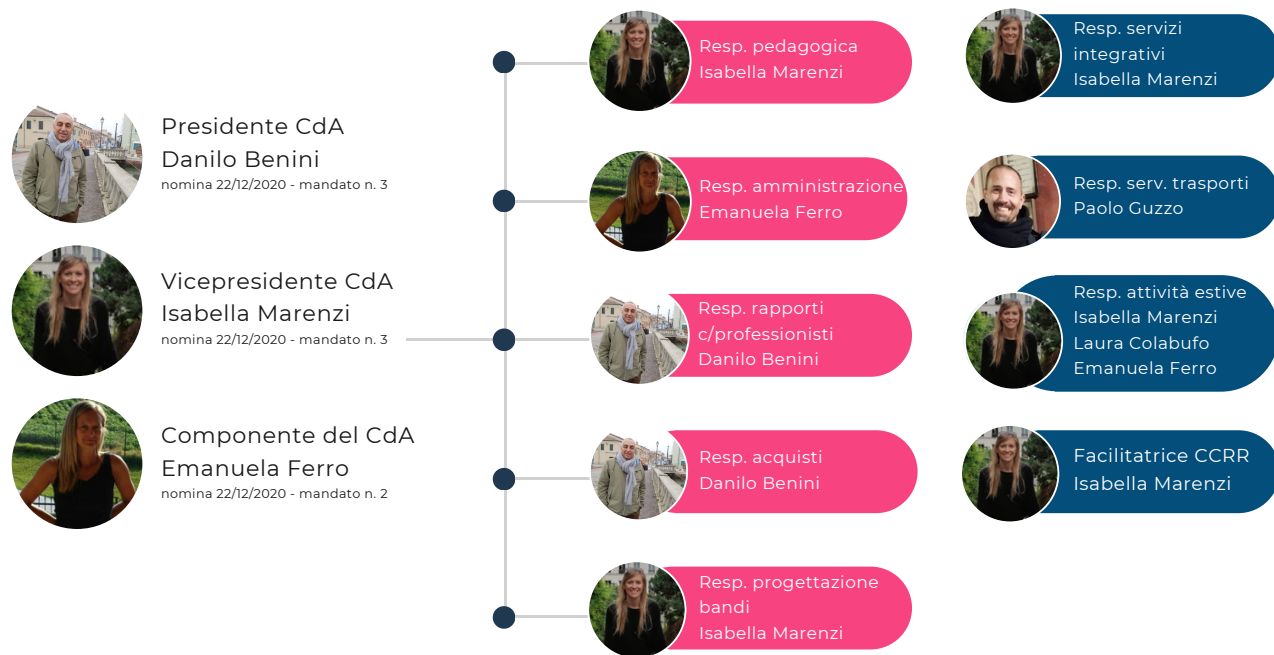 Presidente CdA
Danilo Benini
nomina 22/12/2020 - mandato n. 3
Vicepresidente CdA
Isabella Marenzi
nomina 22/12/2020 - mandato n. 3
Componente del CdA
Emanuela Ferro
nomina 22/12/2020 - mandato n. 2
Resp. pedagogica
Isabella Marenzi
Resp. amministrazione
Emanuela Ferro
Resp. rapporti
c/professionisti
Danilo Benini
Resp. acquisti
Danilo Benini
Resp. progettazione
bandi
Isabella Marenzi
Resp. servizi
integrativi
Isabella Marenzi
Resp. serv. trasporti
Paolo Guzzo
Resp. attività estive
Isabella Marenzi
Laura Colabufo
Emanuela Ferro
Facilitatrice CCRR
Isabella Marenzi